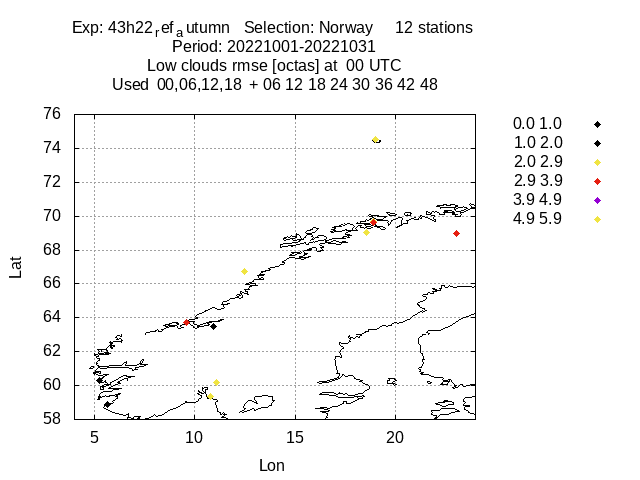 Exp: 43h22refautumn Selection: Norway 12 stations
Period: 20221001-20221031
Low clouds rmse [octas] at 00 UTC
Used 00,06,12,18 + 06 12 18 24 30 36 42 48
76
74
72
70
68
66
64
62
60
58
Lat
5 10 15 20
Lon
0.0 1.0
1.0 2.0
2.0 2.9
2.9 3.9
3.9 4.9
4.9 5.9